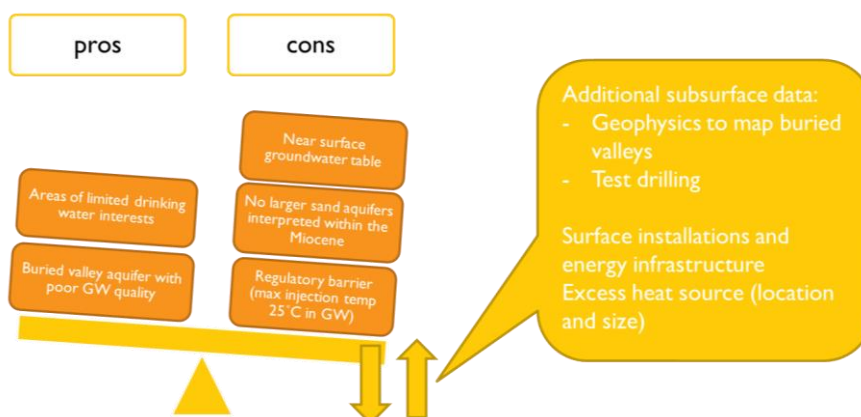 pros
cons
Near surface
groundwater table
Areas of limited drinking
water interests
No larger sand aquifers
interpreted within the
Miocene
Buried valley aquifer with
poor GW quality
Regulatory barrier
(max injection temp
25˚C in GW)
Additional subsurface data:
- Geophysics to map buried
valleys
- Test drilling
Surface installations and
energy infrastructure
Excess heat source (location
and size)